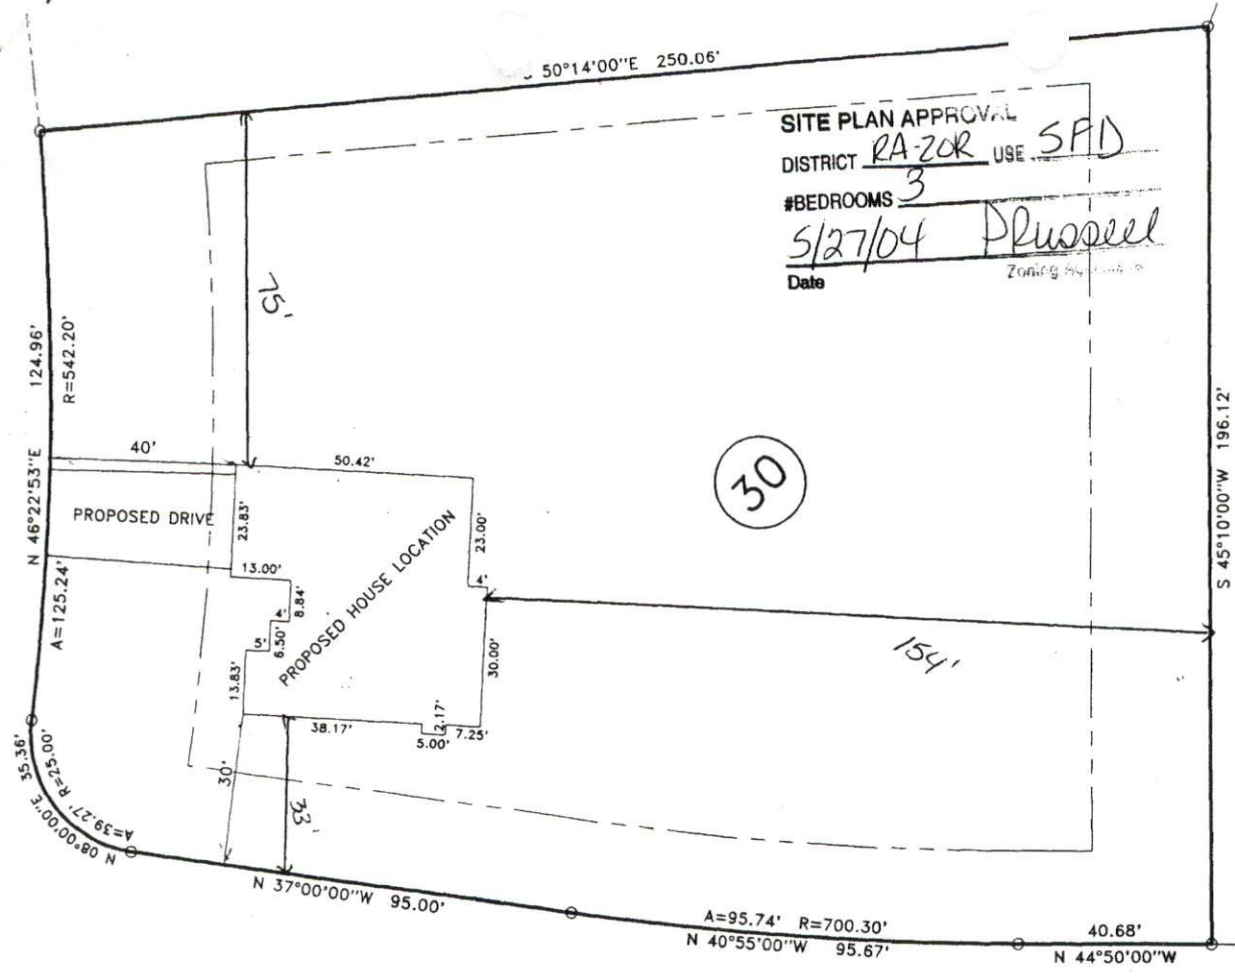 50°14'00"E 250.06'
SITE PLAN APPROVAL
DISTRICT RA-20R USE SFD
#BEDROOMS 3
5/27/04 PRussell
Date Zoning
75'
124.96'
R=542.20'
N 46°22'53"E
A=125.24'
40'
50.42'
PROPOSED DRIVE
23.83'
13.00'
8.84'
4'
6.50'
5'
13.83'
PROPOSED HOUSE LOCATION
23.00'
4'
30.00'
38.17'
5.00'
2.17'
7.25'
30
154'
S 45°10'00"W 196.12'
30'
33'
35.36'
R=25.00'
A=39.27'
N 08°00'00"E
N 37°00'00"W 95.00'
A=95.74' R=700.30'
N 40°55'00"W 95.67'
40.68'
N 44°50'00"W